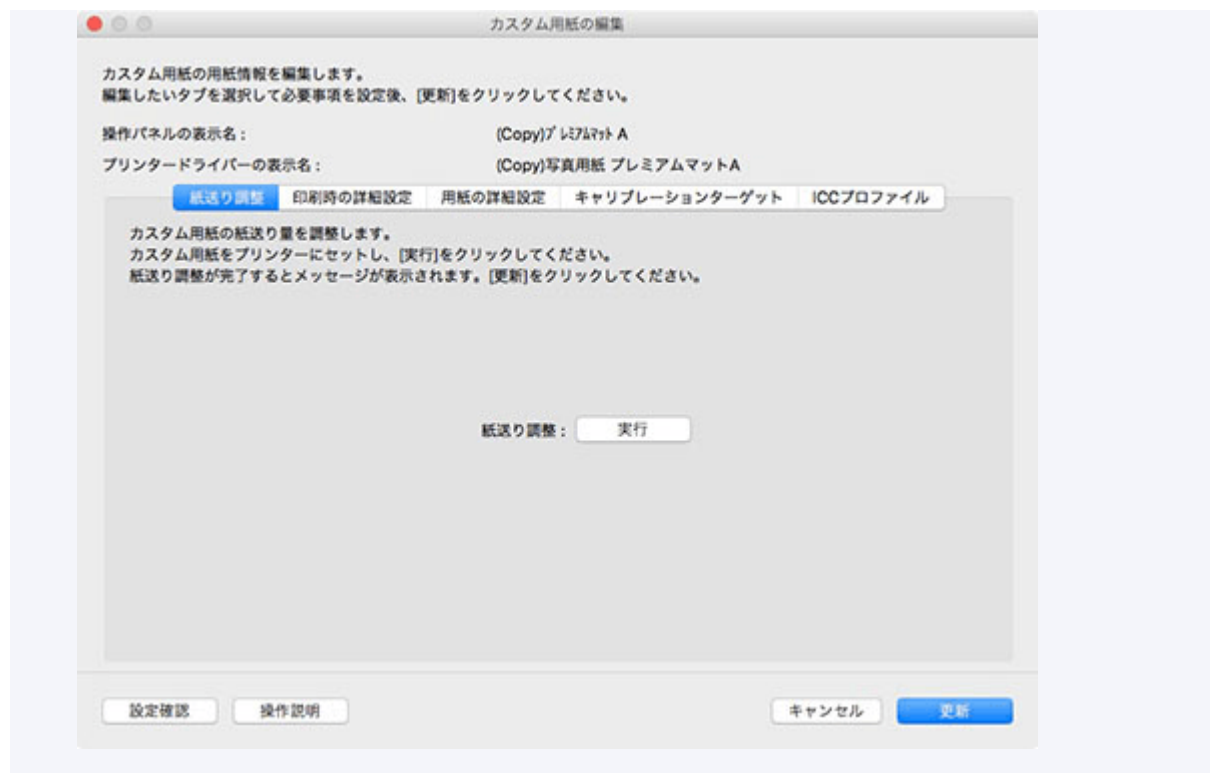 カスタム用紙の編集
カスタム用紙の用紙情報を編集します。
編集したいタブを選択して必要事項を設定後、[更新]をクリックしてください。
操作パネルの表示名： (Copy)ﾌﾟﾚﾐｱﾑﾏｯﾄ A
プリンタードライバーの表示名： (Copy)写真用紙 プレミアムマットA
紙送り調整 印刷時の詳細設定 用紙の詳細設定 キャリブレーションターゲット ICCプロファイル
カスタム用紙の紙送り量を調整します。
カスタム用紙をプリンターにセットし、[実行]をクリックしてください。
紙送り調整が完了するとメッセージが表示されます。[更新]をクリックしてください。
紙送り調整： 実行
設定確認 操作説明 キャンセル 更新